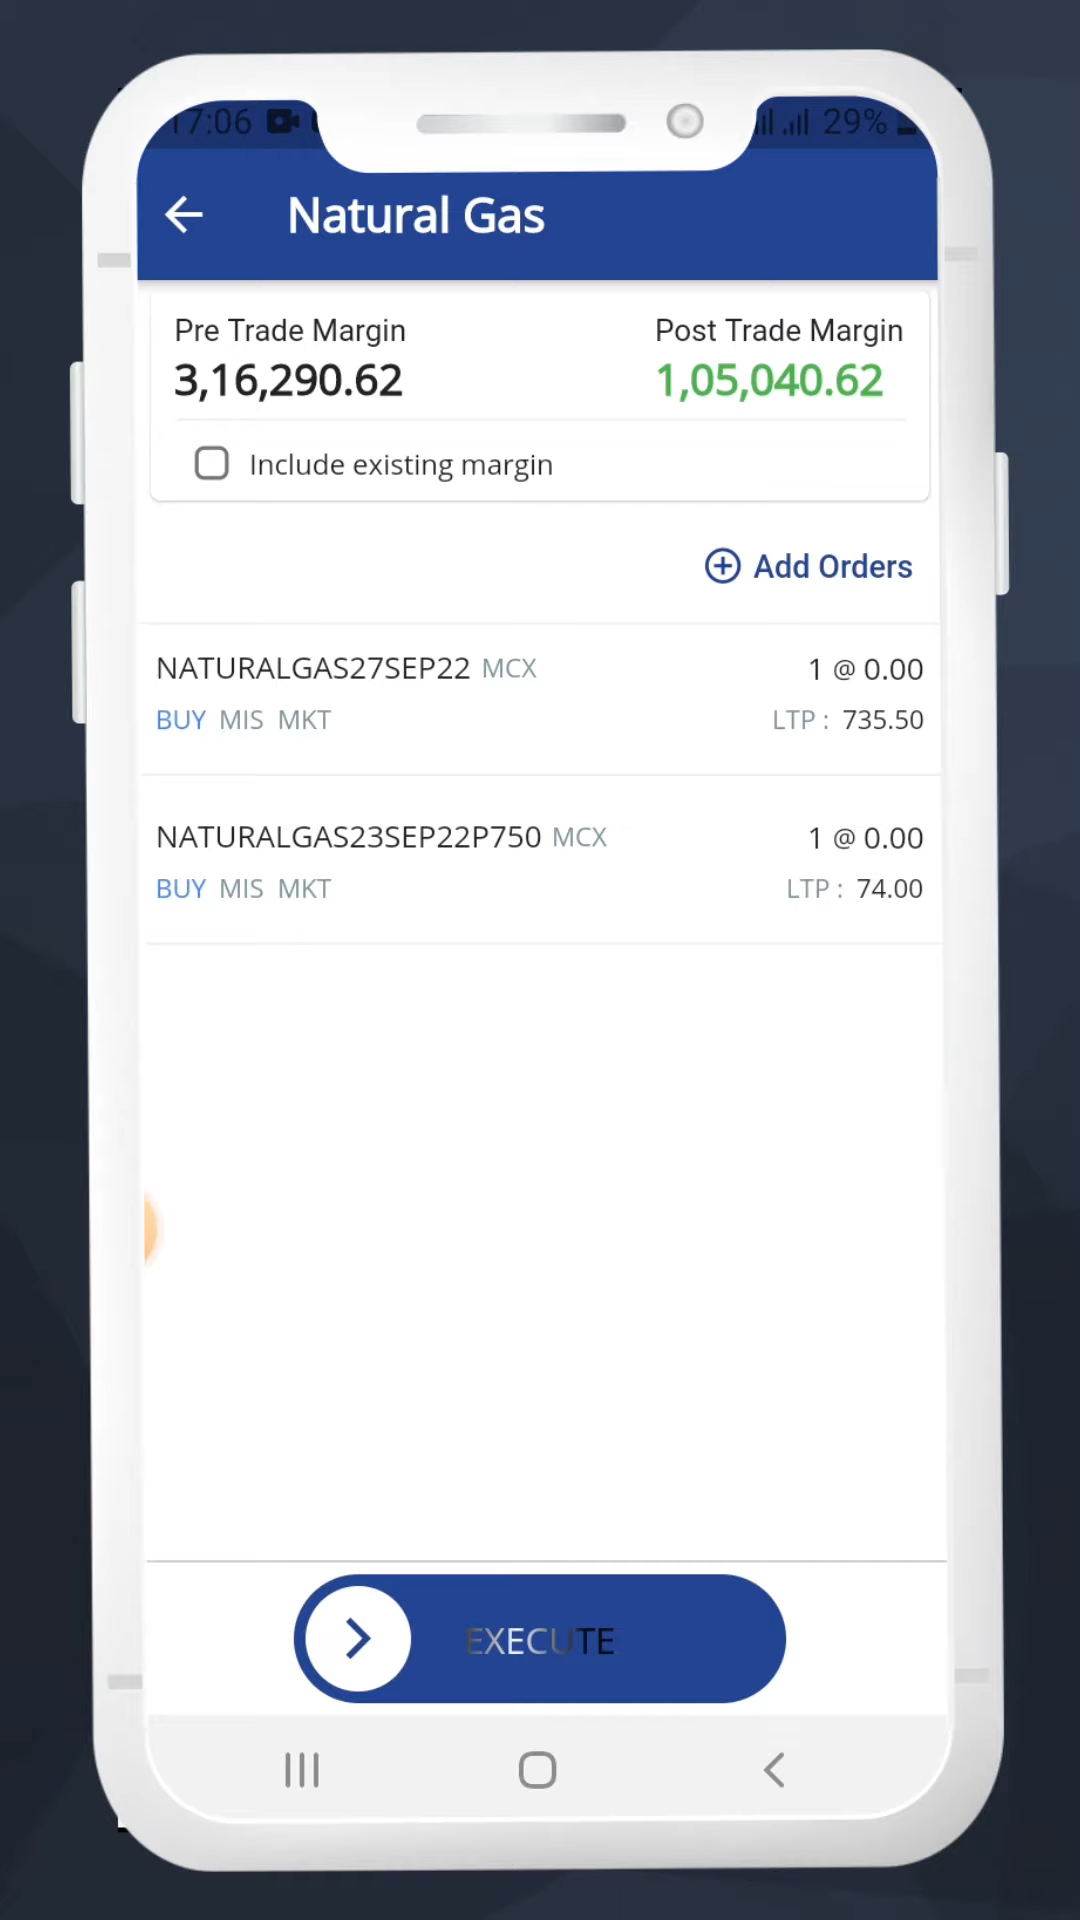 17:06 29%
Natural Gas
Pre Trade Margin Post Trade Margin
3,16,290.62 1,05,040.62
Include existing margin
Add Orders
NATURALGAS27SEP22 MCX 1 @ 0.00
BUY MIS MKT LTP : 735.50
NATURALGAS23SEP22P750 MCX 1 @ 0.00
BUY MIS MKT LTP : 74.00
EXECUTE